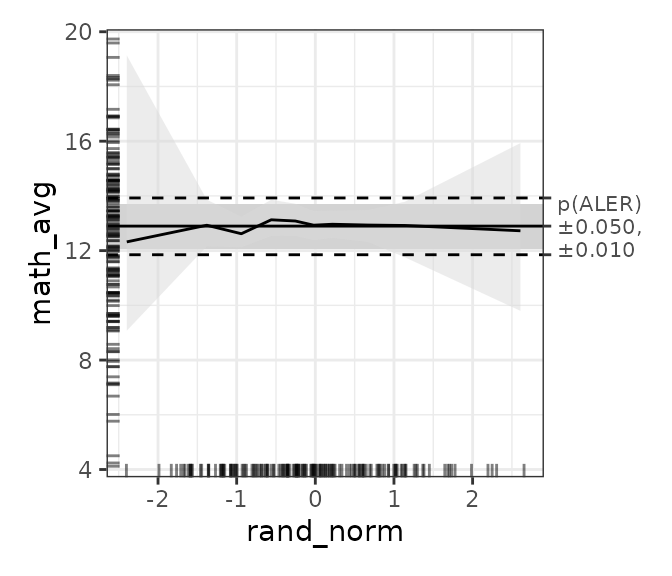 20
16
12
8
4
math_avg
p(ALER)
±0.050,
±0.010
-2 -1 0 1 2
rand_norm